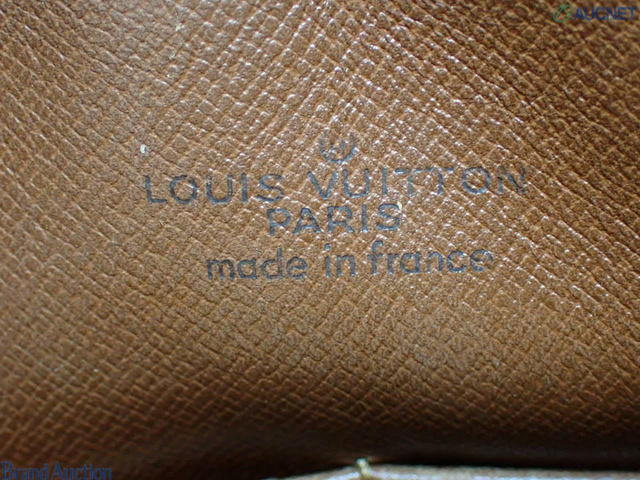 AUCNET
LOUIS VUITTON
PARIS
made in france
Brand Auction